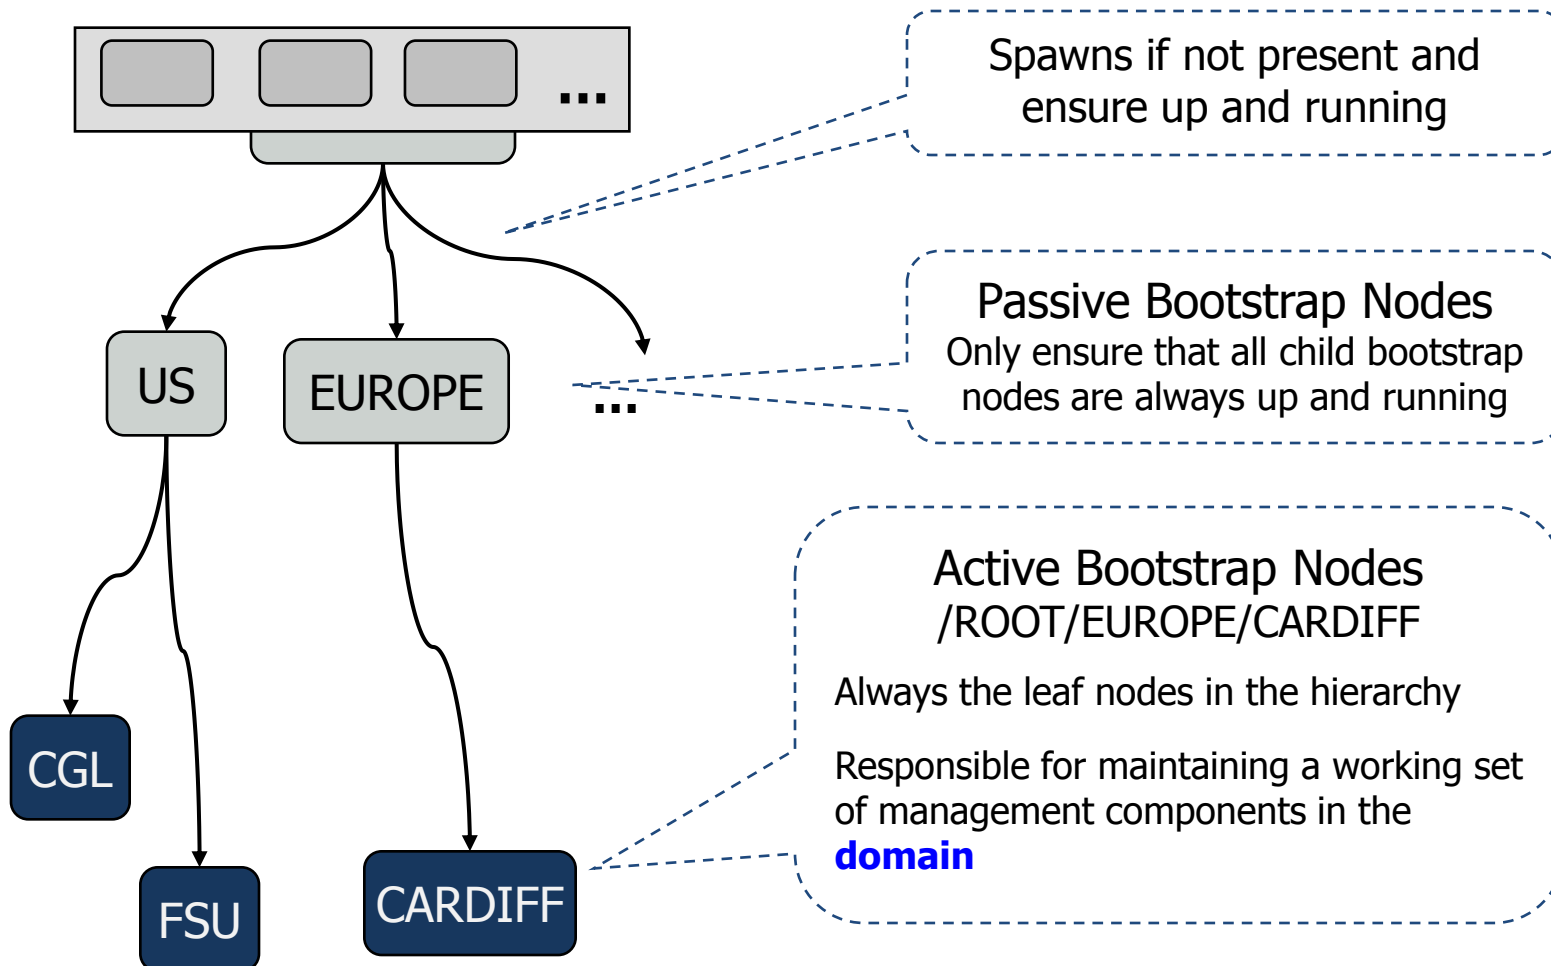 ...
Spawns if not present and
ensure up and running
US
EUROPE
...
Passive Bootstrap Nodes
Only ensure that all child bootstrap
nodes are always up and running
Active Bootstrap Nodes
/ROOT/EUROPE/CARDIFF
Always the leaf nodes in the hierarchy
Responsible for maintaining a working set
of management components in the
domain
CGL
FSU
CARDIFF